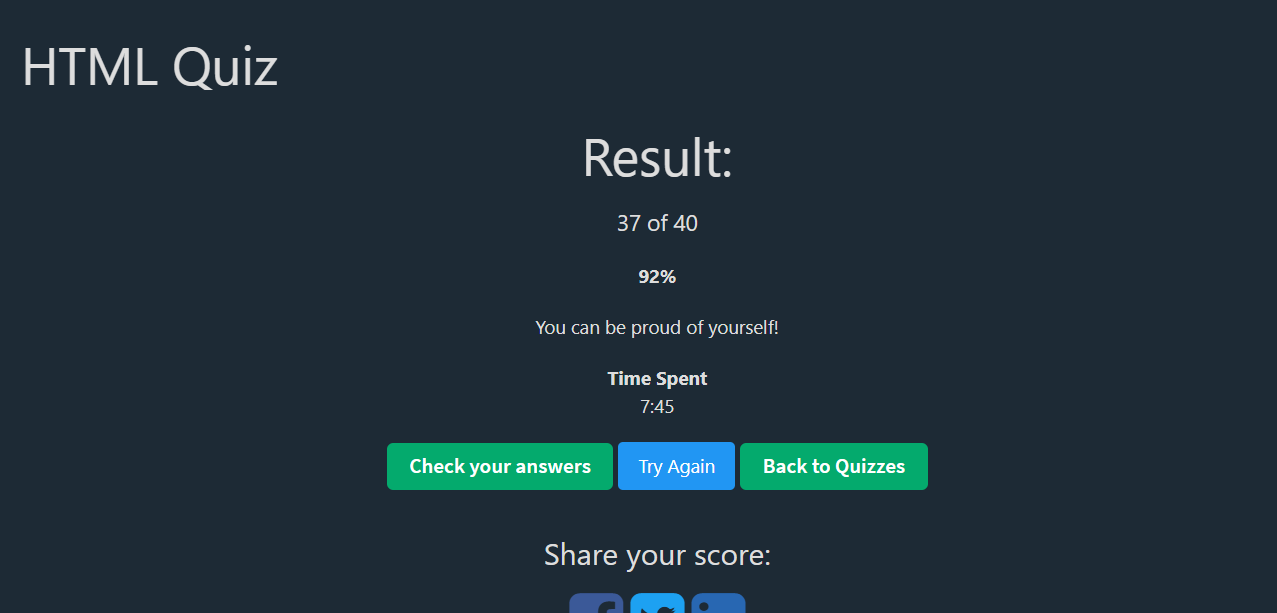 HTML Quiz
Result:
37 of 40
92%
You can be proud of yourself!
Time Spent
7:45
Check your answers Try Again Back to Quizzes
Share your score: